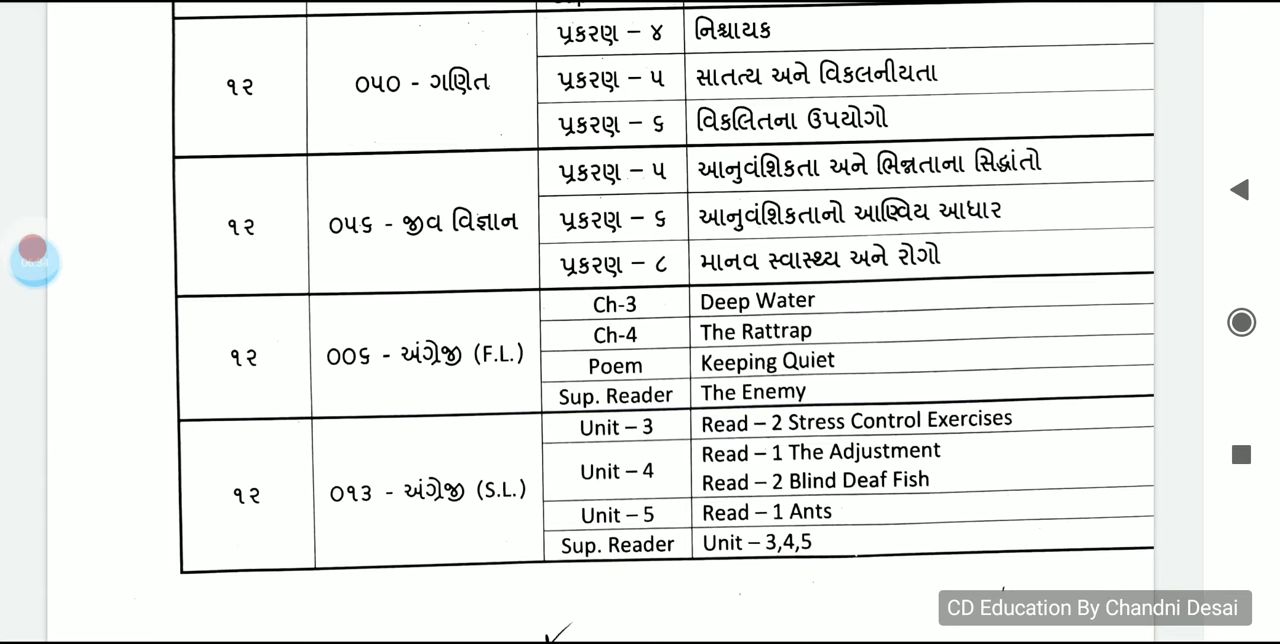 પ્રકરણ – ૪ નિશ્ચાયક
૧૨ ૦૫૦ - ગણિત પ્રકરણ – ૫ સાતત્ય અને વિકલનીયતા
પ્રકરણ – ૬ વિકલિતના ઉપયોગો
પ્રકરણ – ૫ આનુવંશિકતા અને ભિન્નતાના સિદ્ધાંતો
૧૨ ૦૫૬ - જીવ વિજ્ઞાન પ્રકરણ – ૬ આનુવંશિકતાનો આણ્વિય આધાર
પ્રકરણ – ૮ માનવ સ્વાસ્થ્ય અને રોગો
Ch-3 Deep Water
Ch-4 The Rattrap
૧૨ ૦૦૬ - અંગ્રેજી (F.L.)
Poem Keeping Quiet
Sup. Reader The Enemy
Unit – 3 Read – 2 Stress Control Exercises
Unit – 4 Read – 1 The Adjustment
Read – 2 Blind Deaf Fish
૧૨ ૦૧૩ - અંગ્રેજી (S.L.)
Unit – 5 Read – 1 Ants
Sup. Reader Unit – 3,4,5
CD Education By Chandni Desai